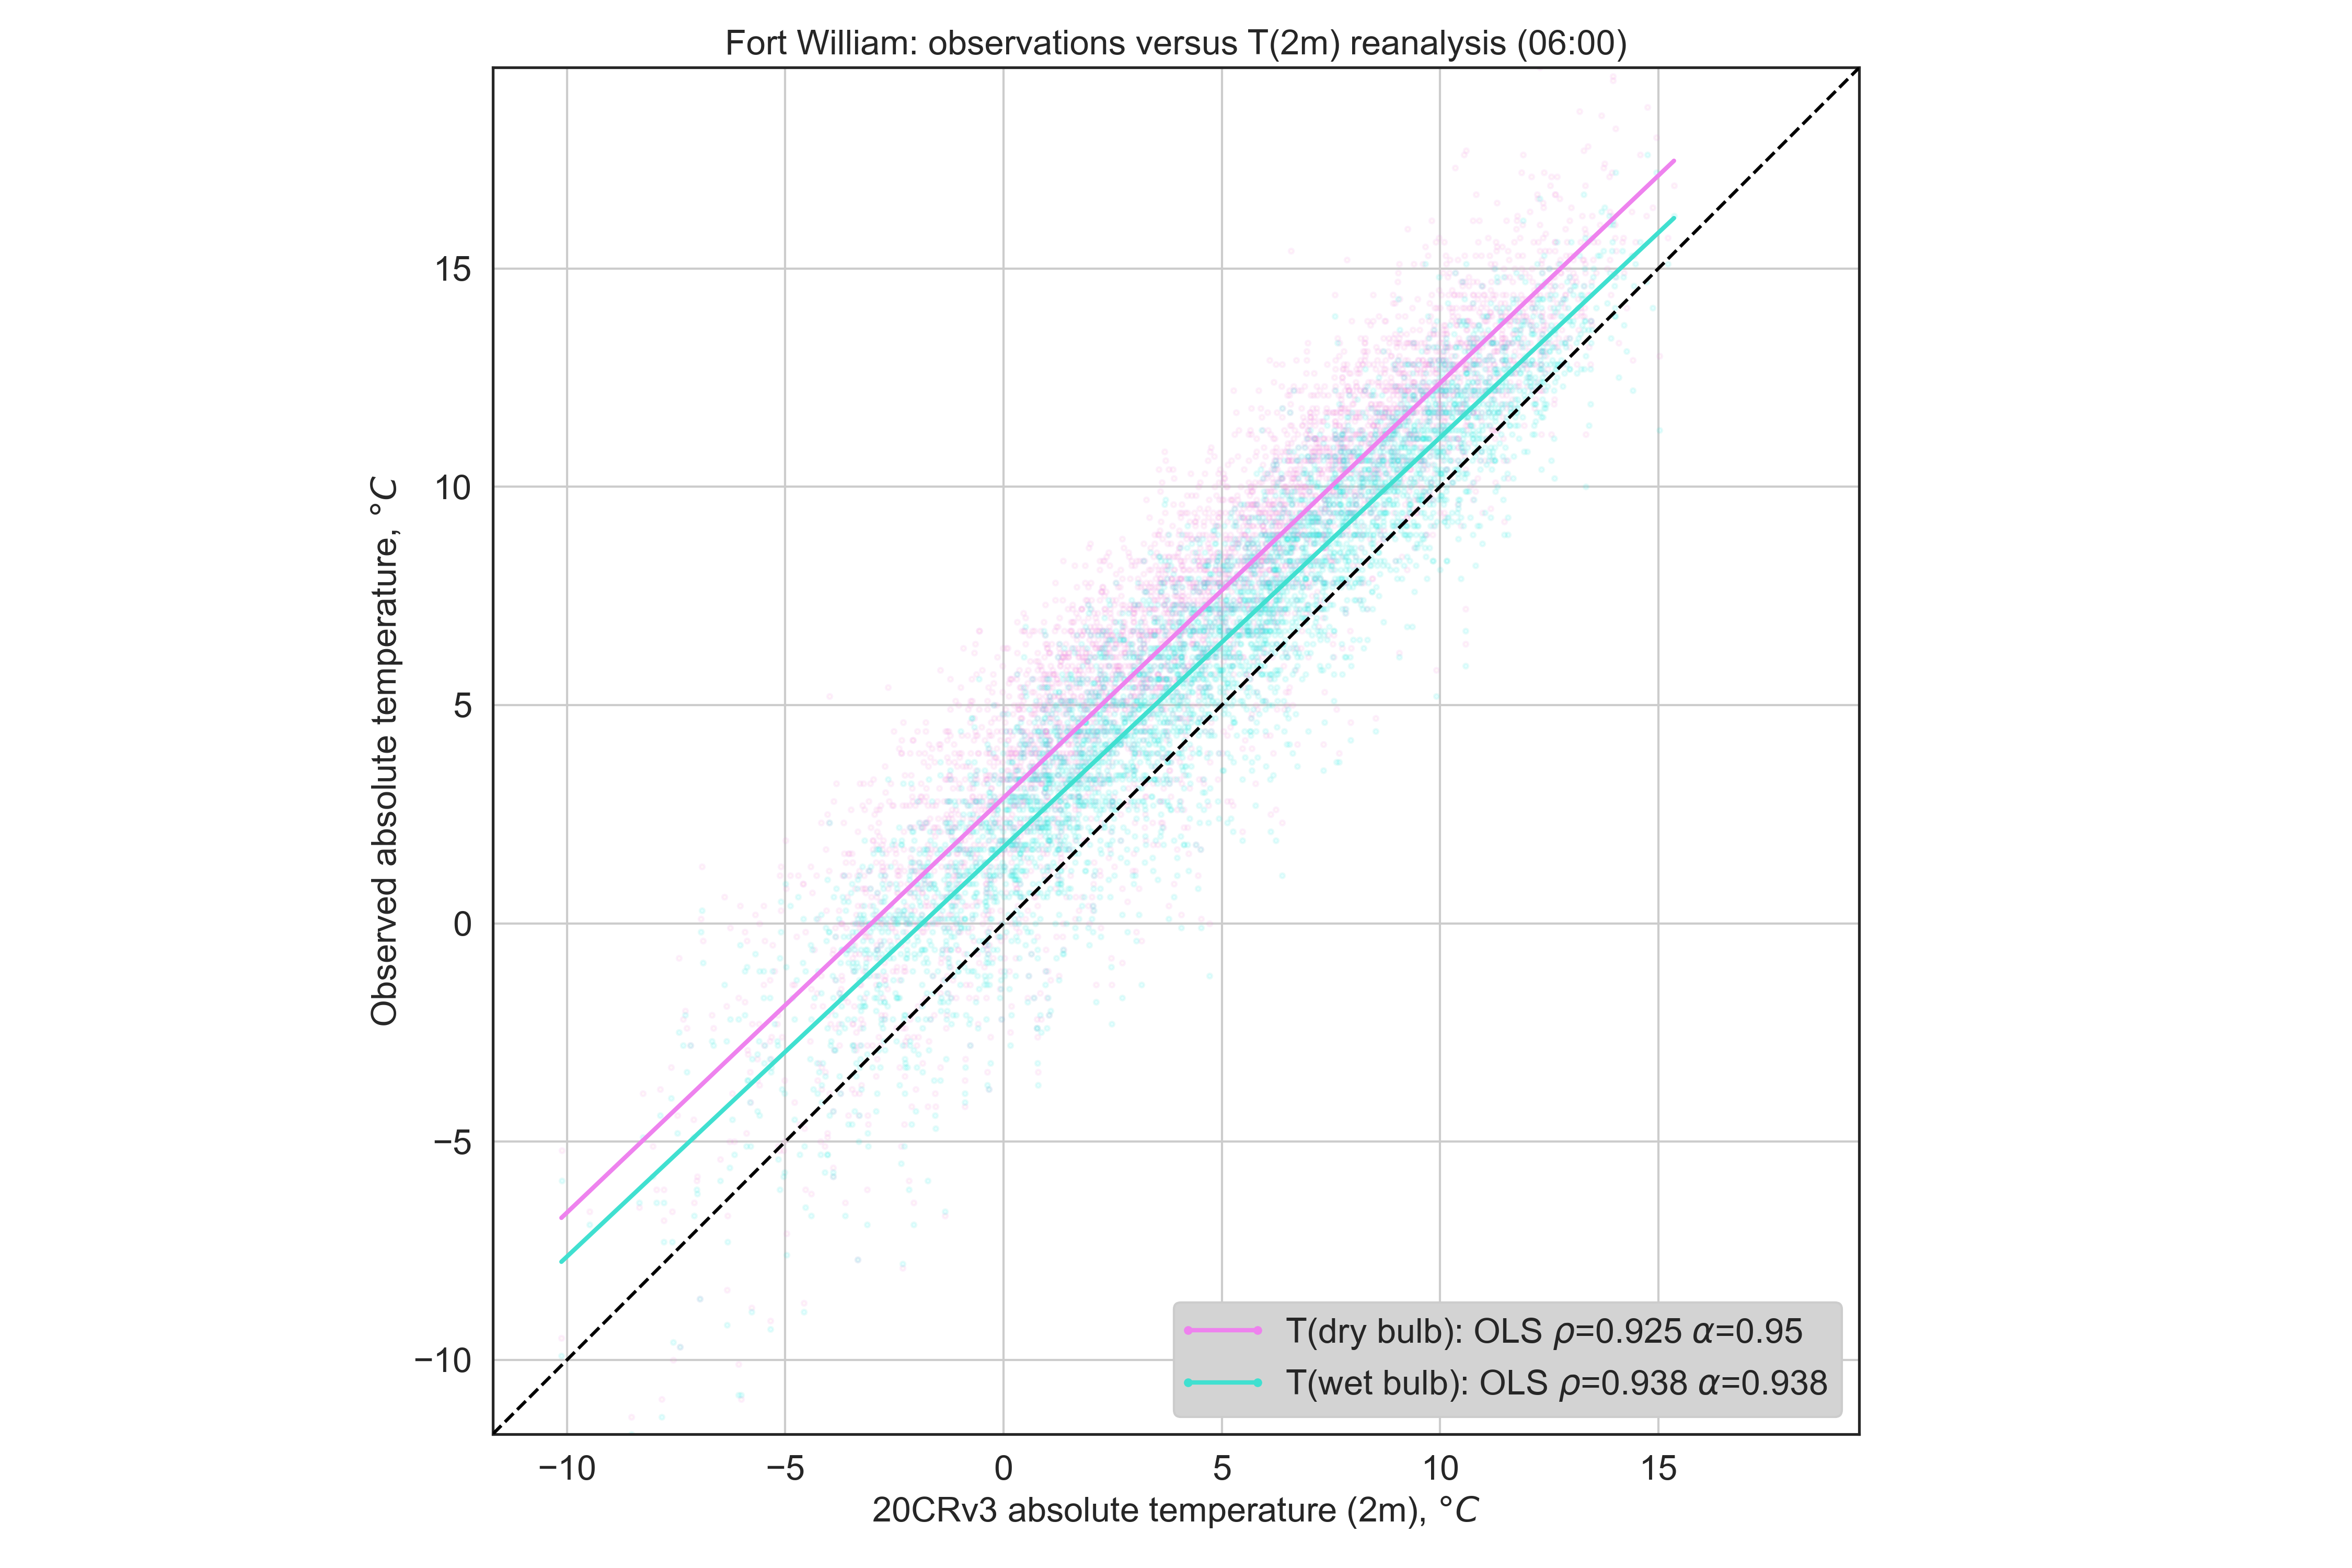 Fort William: observations versus T(2m) reanalysis (06:00)
Observed absolute temperature, °C
15
10
5
0
−5
−10
−10 −5 0 5 10 15
20CRv3 absolute temperature (2m), °C
T(dry bulb): OLS ρ=0.925 α=0.95
T(wet bulb): OLS ρ=0.938 α=0.938